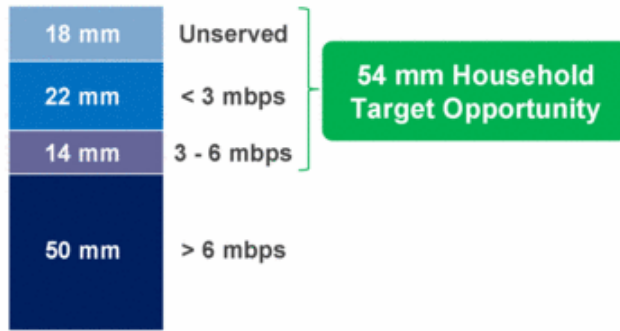 18 mm Unserved
22 mm < 3 mbps
14 mm 3 - 6 mbps
50 mm > 6 mbps
54 mm Household
Target Opportunity